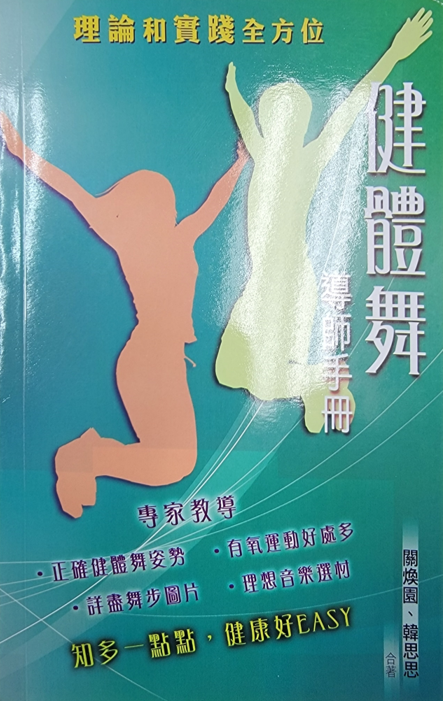 理論和實踐全方位
健體舞
導師手冊
專家教導
·正確健體舞姿勢
·有氧運動好處多
·詳盡舞步圖片
·理想音樂選材
知多一點點，健康好EASY
關煥園、韓思思
合著